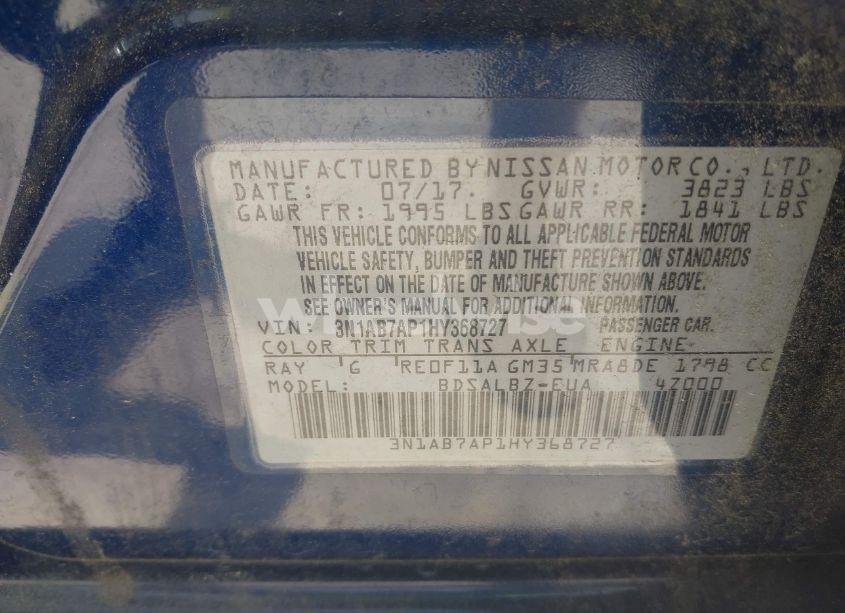 MANUFACTURED BY NISSAN MOTOR CO., LTD.
DATE: 07/17. GVWR: 3823 LBS
GAWR FR: 1995 LBS GAWR RR: 1841 LBS
THIS VEHICLE CONFORMS TO ALL APPLICABLE FEDERAL MOTOR
VEHICLE SAFETY, BUMPER AND THEFT PREVENTION STANDARDS
IN EFFECT ON THE DATE OF MANUFACTURE SHOWN ABOVE.
SEE OWNER'S MANUAL FOR ADDITIONAL INFORMATION.
VIN: 3N1AB7AP1HY368727 PASSENGER CAR.
COLOR TRIM TRANS AXLE ENGINE
RAY G RE0F11A GM35 MRA8DE 1798 CC
MODEL: BDSALBZ-EUA 47000
3N1AB7AP1HY368727